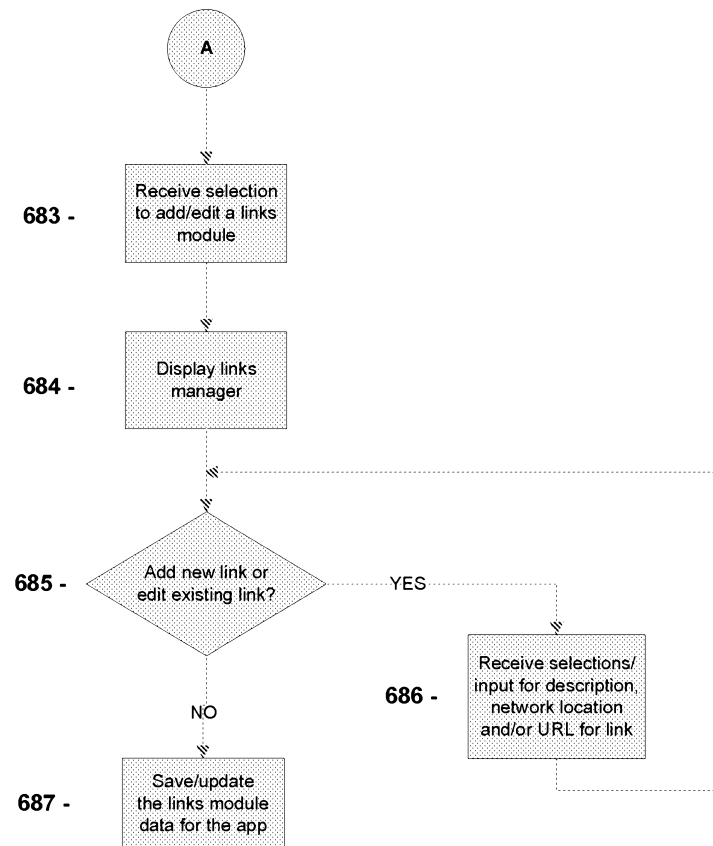 A
683 -
Receive selection
to add/edit a links
module
684 -
Display links
manager
685 -
Add new link or
edit existing link?
YES
686 -
Receive selections/
input for description,
network location
and/or URL for link
NO
687 -
Save/update
the links module
data for the app